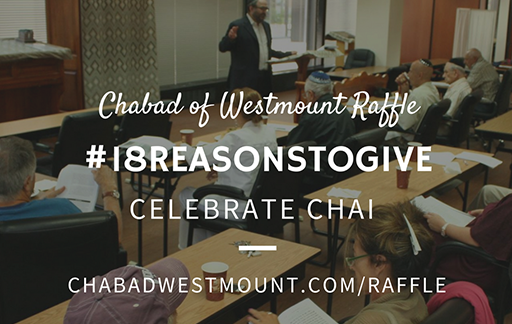 Chabad of Westmount Raffle
#18REASONSTOGIVE
CELEBRATE CHAI
CHABADWESTMOUNT.COM/RAFFLE